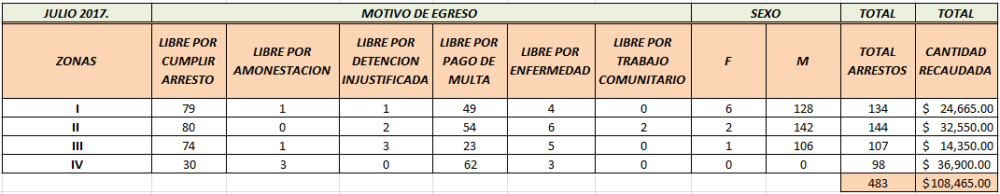 JULIO 2017. MOTIVO DE EGRESO SEXO TOTAL TOTAL
ZONAS LIBRE POR CUMPLIR ARRESTO LIBRE POR AMONESTACION LIBRE POR DETENCION INJUSTIFICADA LIBRE POR PAGO DE MULTA LIBRE POR ENFERMEDAD LIBRE POR TRABAJO COMUNITARIO F M TOTAL ARRESTOS CANTIDAD RECAUDADA
I 79 1 1 49 4 0 6 128 134 $ 24,665.00
II 80 0 2 54 6 2 2 142 144 $ 32,550.00
III 74 1 3 23 5 0 1 106 107 $ 14,350.00
IV 30 3 0 62 3 0 0 0 98 $ 36,900.00
483 $108,465.00